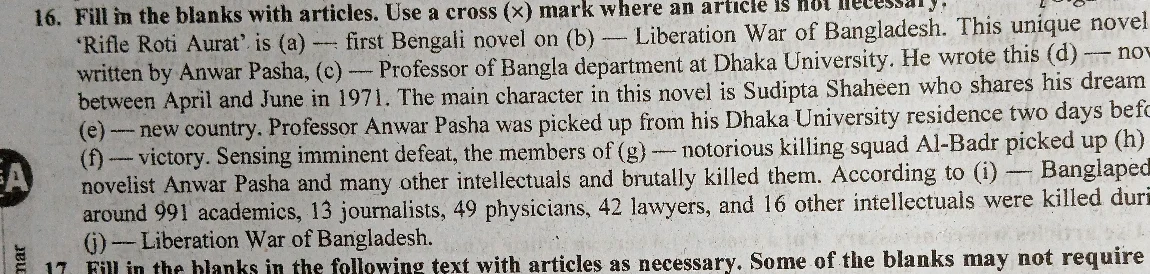 16. Fill in the blanks with articles. Use a cross (×) mark where an article is not necessary.
'Rifle Roti Aurat' is (a) — first Bengali novel on (b) — Liberation War of Bangladesh. This unique novel
written by Anwar Pasha, (c) — Professor of Bangla department at Dhaka University. He wrote this (d) —
between April and June in 1971. The main character in this novel is Sudipta Shaheen who shares his dream
(e) — new country. Professor Anwar Pasha was picked up from his Dhaka University residence two days
(f) — victory. Sensing imminent defeat, the members of (g) — notorious killing squad Al-Badr picked up (h)
novelist Anwar Pasha and many other intellectuals and brutally killed them. According to (i) — Banglaped
around 991 academics, 13 journalists, 49 physicians, 42 lawyers, and 16 other intellectuals were killed duri
(j) — Liberation War of Bangladesh.
17. Fill in the blanks in the following text with articles as necessary. Some of the blanks may not require